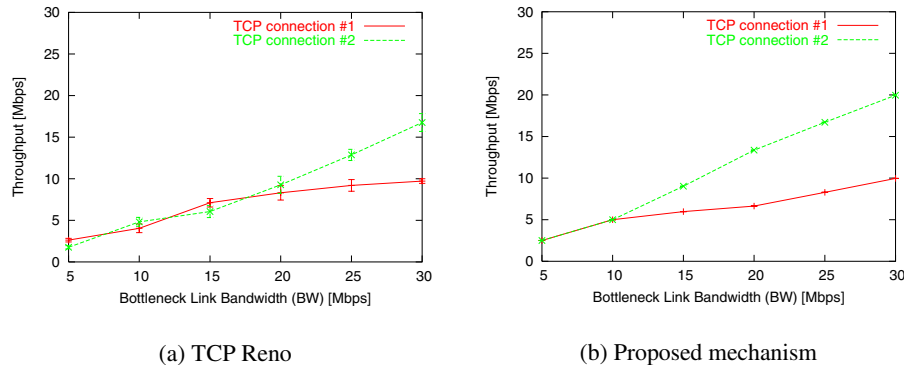 30
25
20
15
10
5
0
Throughput [Mbps]
TCP connection #1
TCP connection #2
5 10 15 20 25 30
Bottleneck Link Bandwidth (BW) [Mbps]
(a) TCP Reno
30
25
20
15
10
5
0
Throughput [Mbps]
TCP connection #1
TCP connection #2
5 10 15 20 25 30
Bottleneck Link Bandwidth (BW) [Mbps]
(b) Proposed mechanism